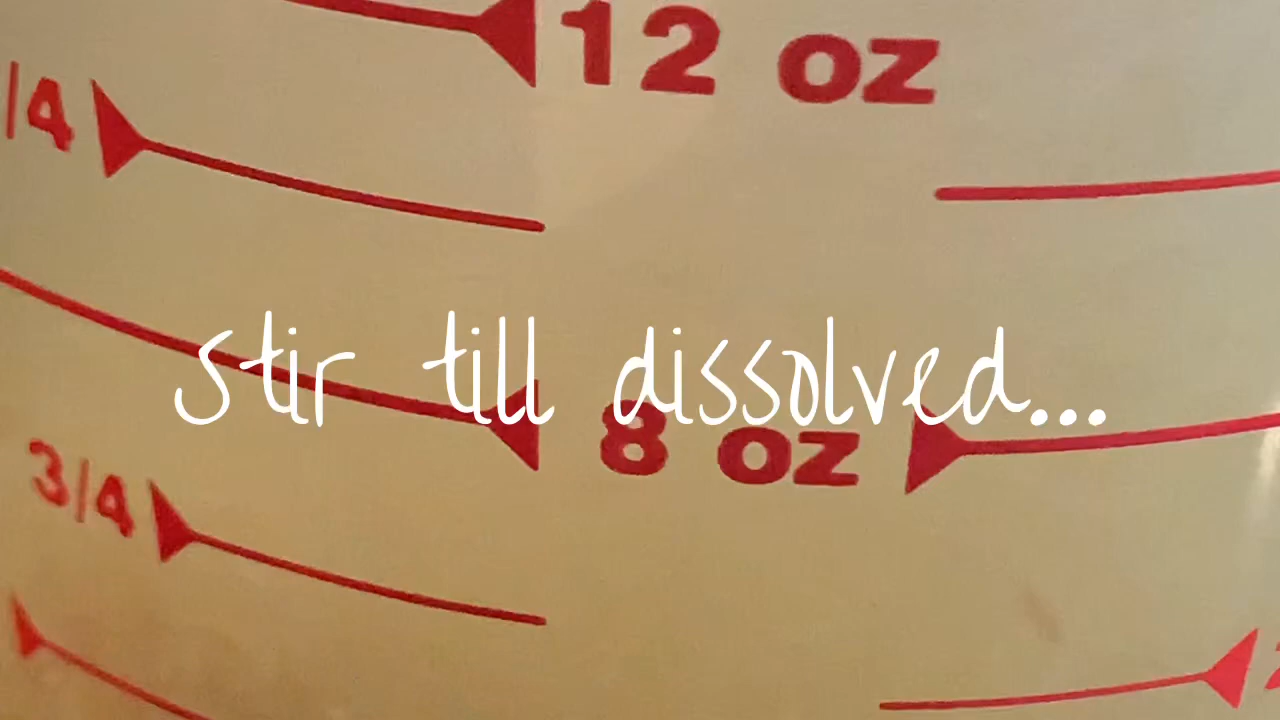 12 oz
/4
stir till dissolved...
8 oz
3/4